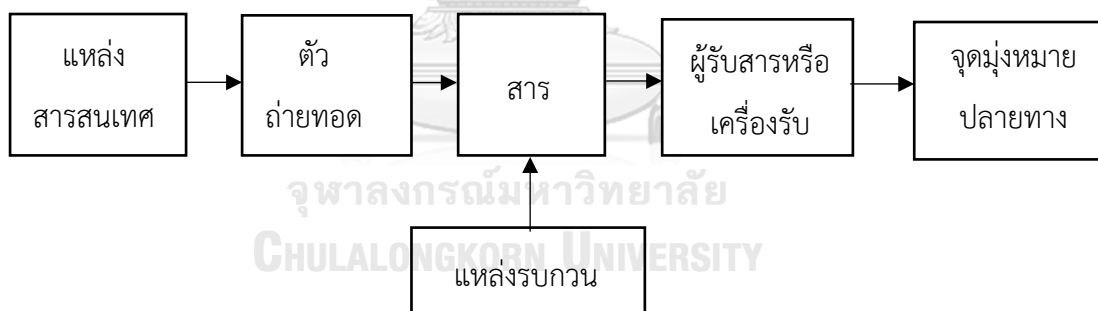 แหล่ง
สารสนเทศ
ตัว
ถ่ายทอด
สาร
ผู้รับสารหรือ
เครื่องรับ
จุดมุ่งหมาย
ปลายทาง
จุฬาลงกรณ์มหาวิทยาลัย
CHULALONGKORN UNIVERSITY
แหล่งรบกวน